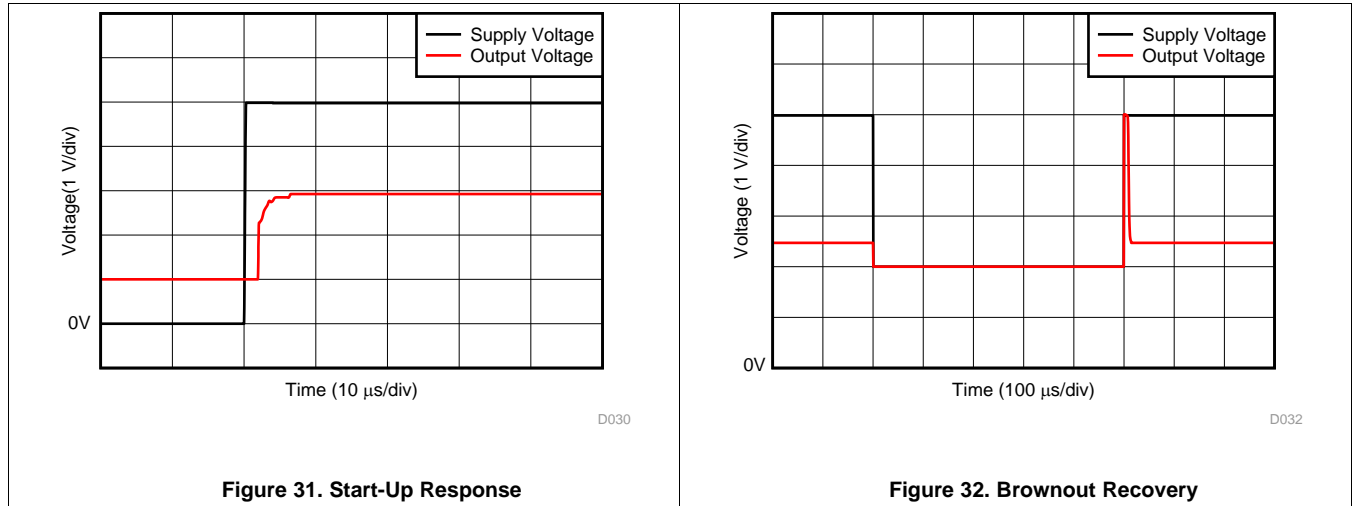 Supply Voltage
Output Voltage
Voltage(1 V/div)
0V
Time (10 μs/div)
D030
Figure 31. Start-Up Response
Supply Voltage
Output Voltage
Voltage (1 V/div)
0V
Time (100 μs/div)
D032
Figure 32. Brownout Recovery